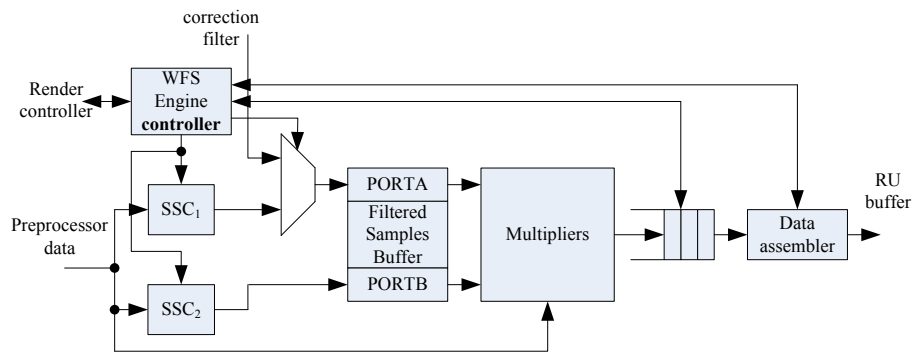 correction
filter
WFS
Engine
controller
Render
controller
SSC1
PORTA
Filtered
Samples
Buffer
PORTB
Multipliers
Data
assembler
RU
buffer
Preprocessor
data
SSC2